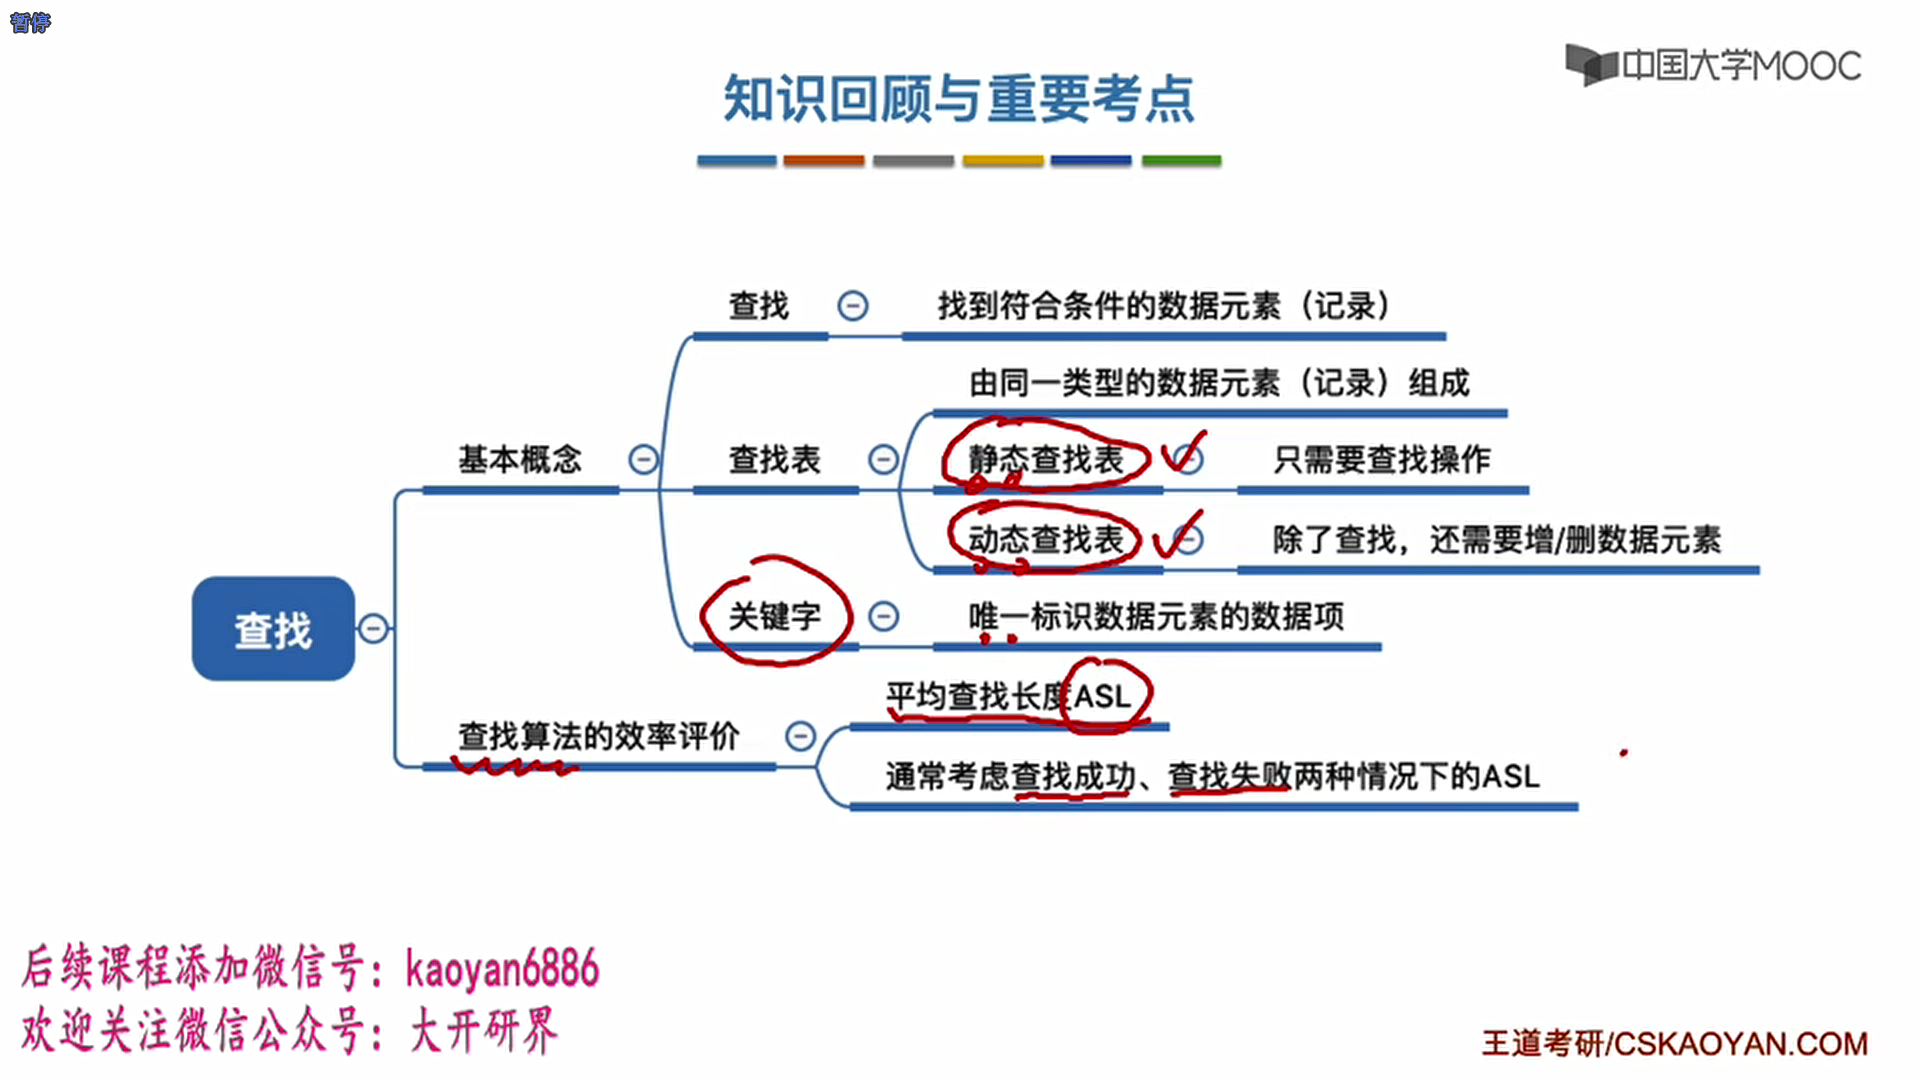 暂停
中国大学MOOC
知识回顾与重要考点
查找
找到符合条件的数据元素（记录）
由同一类型的数据元素（记录）组成
基本概念
查找表
静态查找表
只需要查找操作
动态查找表
除了查找，还需要增/删数据元素
关键字
唯一标识数据元素的数据项
查找
平均查找长度ASL
查找算法的效率评价
通常考虑查找成功、查找失败两种情况下的ASL
后续课程添加微信号：kaoyan6886
欢迎关注微信公众号：大开研界
王道考研/CSKAOYAN.COM